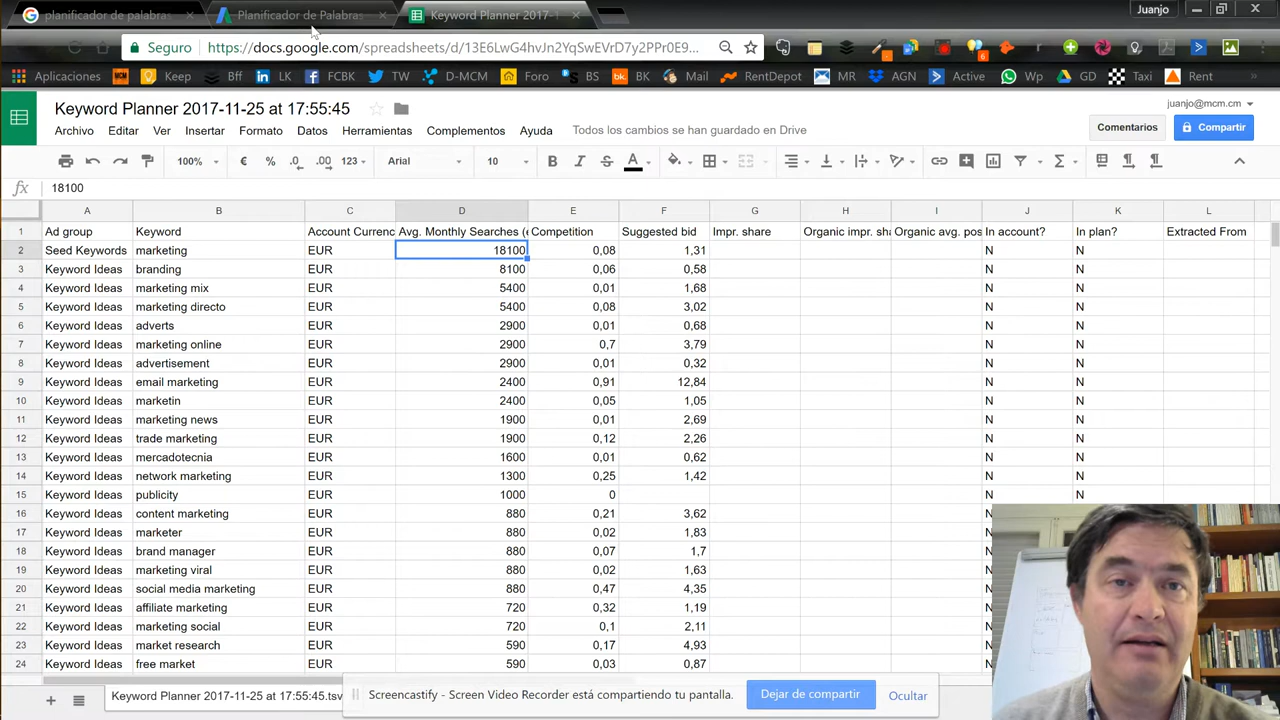 planificador de palabras
Planificador de Palabras
Keyword Planner 2017-1
Juanjo
Seguro
https://docs.google.com/spreadsheets/d/13E6LwG4hvJn2YqSwEVrD7y2PPr0E9...
Aplicaciones
Keep
Bff
LK
FCBK
TW
D-MCM
Foro
BS
BK
Mail
RentDepot
MR
AGN
Active
Wp
GD
Taxi
Rent
»
Keyword Planner 2017-11-25 at 17:55:45
juanjo@mcm.cm
Archivo Editar Ver Insertar Formato Datos Herramientas Complementos Ayuda Todos los cambios se han guardado en Drive
Comentarios
Compartir
100% € % .0 .00 123 Arial 10 B I S A
fx 18100
A B C D E F G H I J K L
1 Ad group Keyword Account Currenc Avg. Monthly Searches (e Competition Suggested bid Impr. share Organic impr. sha Organic avg. pos In account? In plan? Extracted From
2 Seed Keywords marketing EUR 18100 0,08 1,31 N N
3 Keyword Ideas branding EUR 8100 0,06 0,58 N N
4 Keyword Ideas marketing mix EUR 5400 0,01 1,68 N N
5 Keyword Ideas marketing directo EUR 5400 0,08 3,02 N N
6 Keyword Ideas adverts EUR 2900 0,01 0,68 N N
7 Keyword Ideas marketing online EUR 2900 0,7 3,79 N N
8 Keyword Ideas advertisement EUR 2900 0,01 0,32 N N
9 Keyword Ideas email marketing EUR 2400 0,91 12,84 N N
10 Keyword Ideas marketin EUR 2400 0,05 1,05 N N
11 Keyword Ideas marketing news EUR 1900 0,01 2,69 N N
12 Keyword Ideas trade marketing EUR 1900 0,12 2,26 N N
13 Keyword Ideas mercadotecnia EUR 1600 0,01 0,62 N N
14 Keyword Ideas network marketing EUR 1300 0,25 1,42 N N
15 Keyword Ideas publicity EUR 1000 0 N N
16 Keyword Ideas content marketing EUR 880 0,21 3,62 N
17 Keyword Ideas marketer EUR 880 0,02 1,83 N
18 Keyword Ideas brand manager EUR 880 0,07 1,7 N
19 Keyword Ideas marketing viral EUR 880 0,02 1,63 N
20 Keyword Ideas social media marketing EUR 880 0,47 4,35 N
21 Keyword Ideas affiliate marketing EUR 720 0,32 1,19 N
22 Keyword Ideas marketing social EUR 720 0,1 2,11 N
23 Keyword Ideas market research EUR 590 0,17 4,93 N
24 Keyword Ideas free market EUR 590 0,03 0,87 N
Keyword Planner 2017-11-25 at 17:55:45.tsv
Screencastify - Screen Video Recorder está compartiendo tu pantalla.
Dejar de compartir
Ocultar